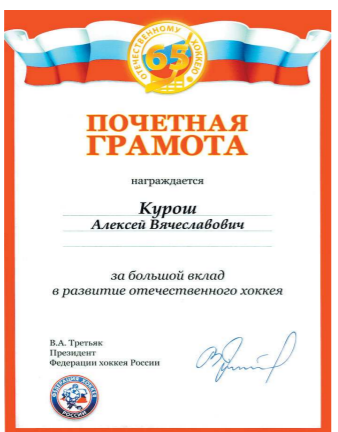 ОТЕЧЕСТВЕННОМУ ХОККЕЮ
65
ПОЧЕТНАЯ
ГРАМОТА
награждается
Курош
Алексей Вячеславович
за большой вклад
в развитие отечественного хоккея
В.А. Третьяк
Президент
Федерации хоккея России
ФЕДЕРАЦИЯ ХОККЕЯ
РОССИИ